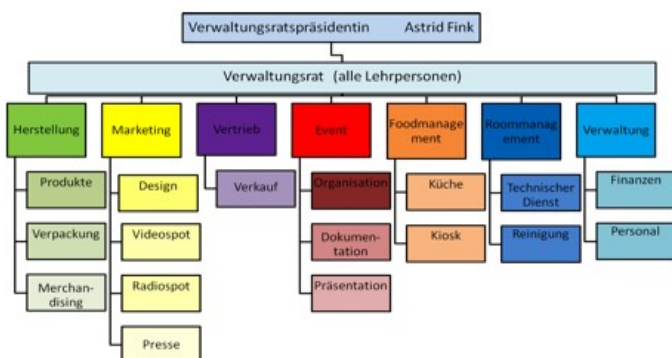 Verwaltungsratspräsidentin Astrid Fink
Verwaltungsrat (alle Lehrpersonen)
Herstellung
Marketing
Vertrieb
Event
Foodmanage
ment
Roommanag
ement
Verwaltung
Produkte
Design
Verkauf
Organisation
Küche
Technischer
Dienst
Finanzen
Verpackung
Videospot
Dokumen-
tation
Kiosk
Reinigung
Personal
Merchan-
dising
Radiospot
Präsentation
Presse